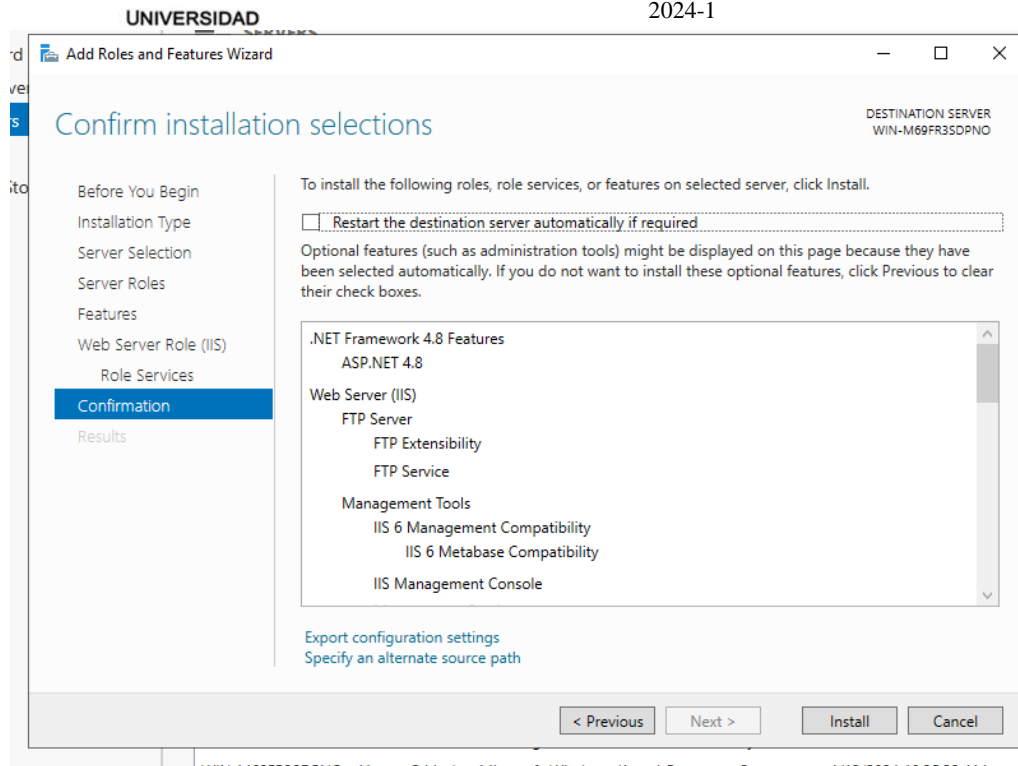 UNIVERSIDAD
2024-1
SERVERS
Add Roles and Features Wizard
Confirm installation selections
DESTINATION SERVER
WIN-M69FR3SDPNO
Before You Begin
Installation Type
Server Selection
Server Roles
Features
Web Server Role (IIS)
Role Services
Confirmation
Results
To install the following roles, role services, or features on selected server, click Install.
Restart the destination server automatically if required
Optional features (such as administration tools) might be displayed on this page because they have
been selected automatically. If you do not want to install these optional features, click Previous to clear
their check boxes.
.NET Framework 4.8 Features
ASP.NET 4.8
Web Server (IIS)
FTP Server
FTP Extensibility
FTP Service
Management Tools
IIS 6 Management Compatibility
IIS 6 Metabase Compatibility
IIS Management Console
Export configuration settings
Specify an alternate source path
< Previous
Next >
Install
Cancel